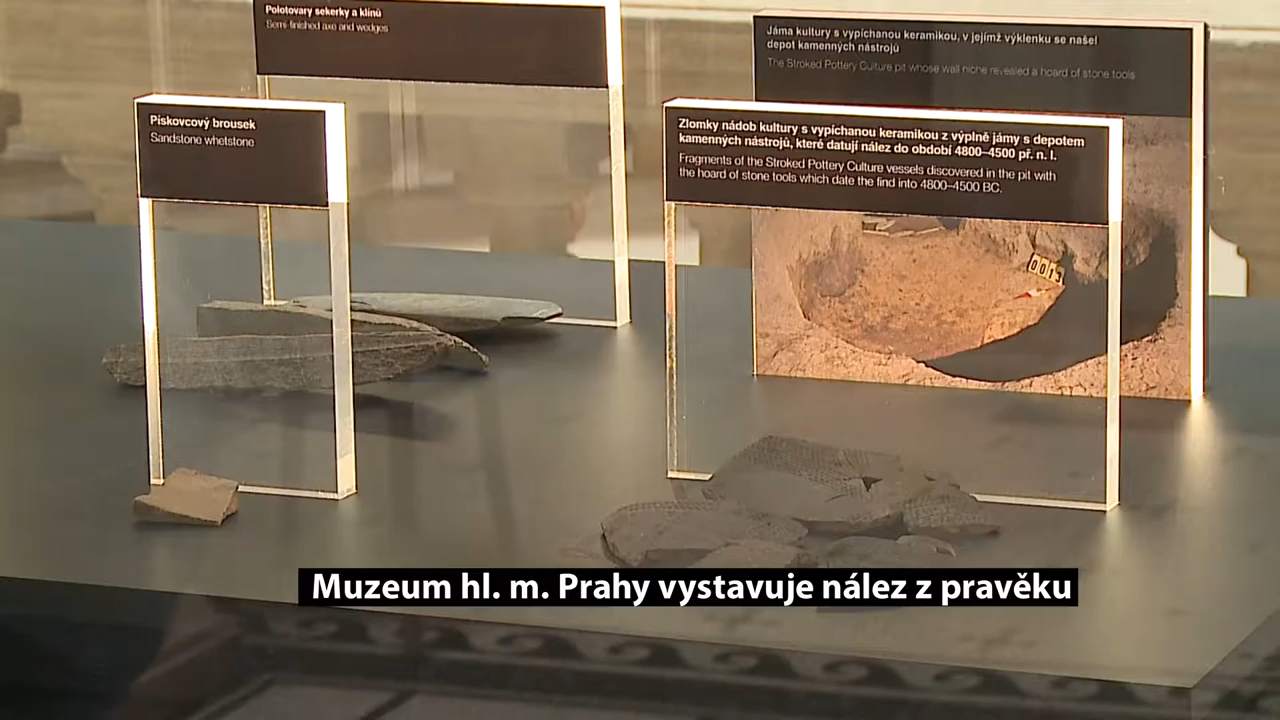 Polotovary sekerky a klínů
Semi-finished axe and wedges
Jáma kultury s vypíchanou keramikou, v jejímž výklenku se našel
depot kamenných nástrojů
The Stroked Pottery Culture pit whose wall niche revealed a hoard of stone tools
Pískovcový brousek
Sandstone whetstone
Zlomky nádob kultury s vypíchanou keramikou z výplně jámy s depotem
kamenných nástrojů, které datují nález do období 4800–4500 př. n. l.
Fragments of the Stroked Pottery Culture vessels discovered in the pit with
the hoard of stone tools which date the find into 4800–4500 BC.
Muzeum hl. m. Prahy vystavuje nález z pravěku